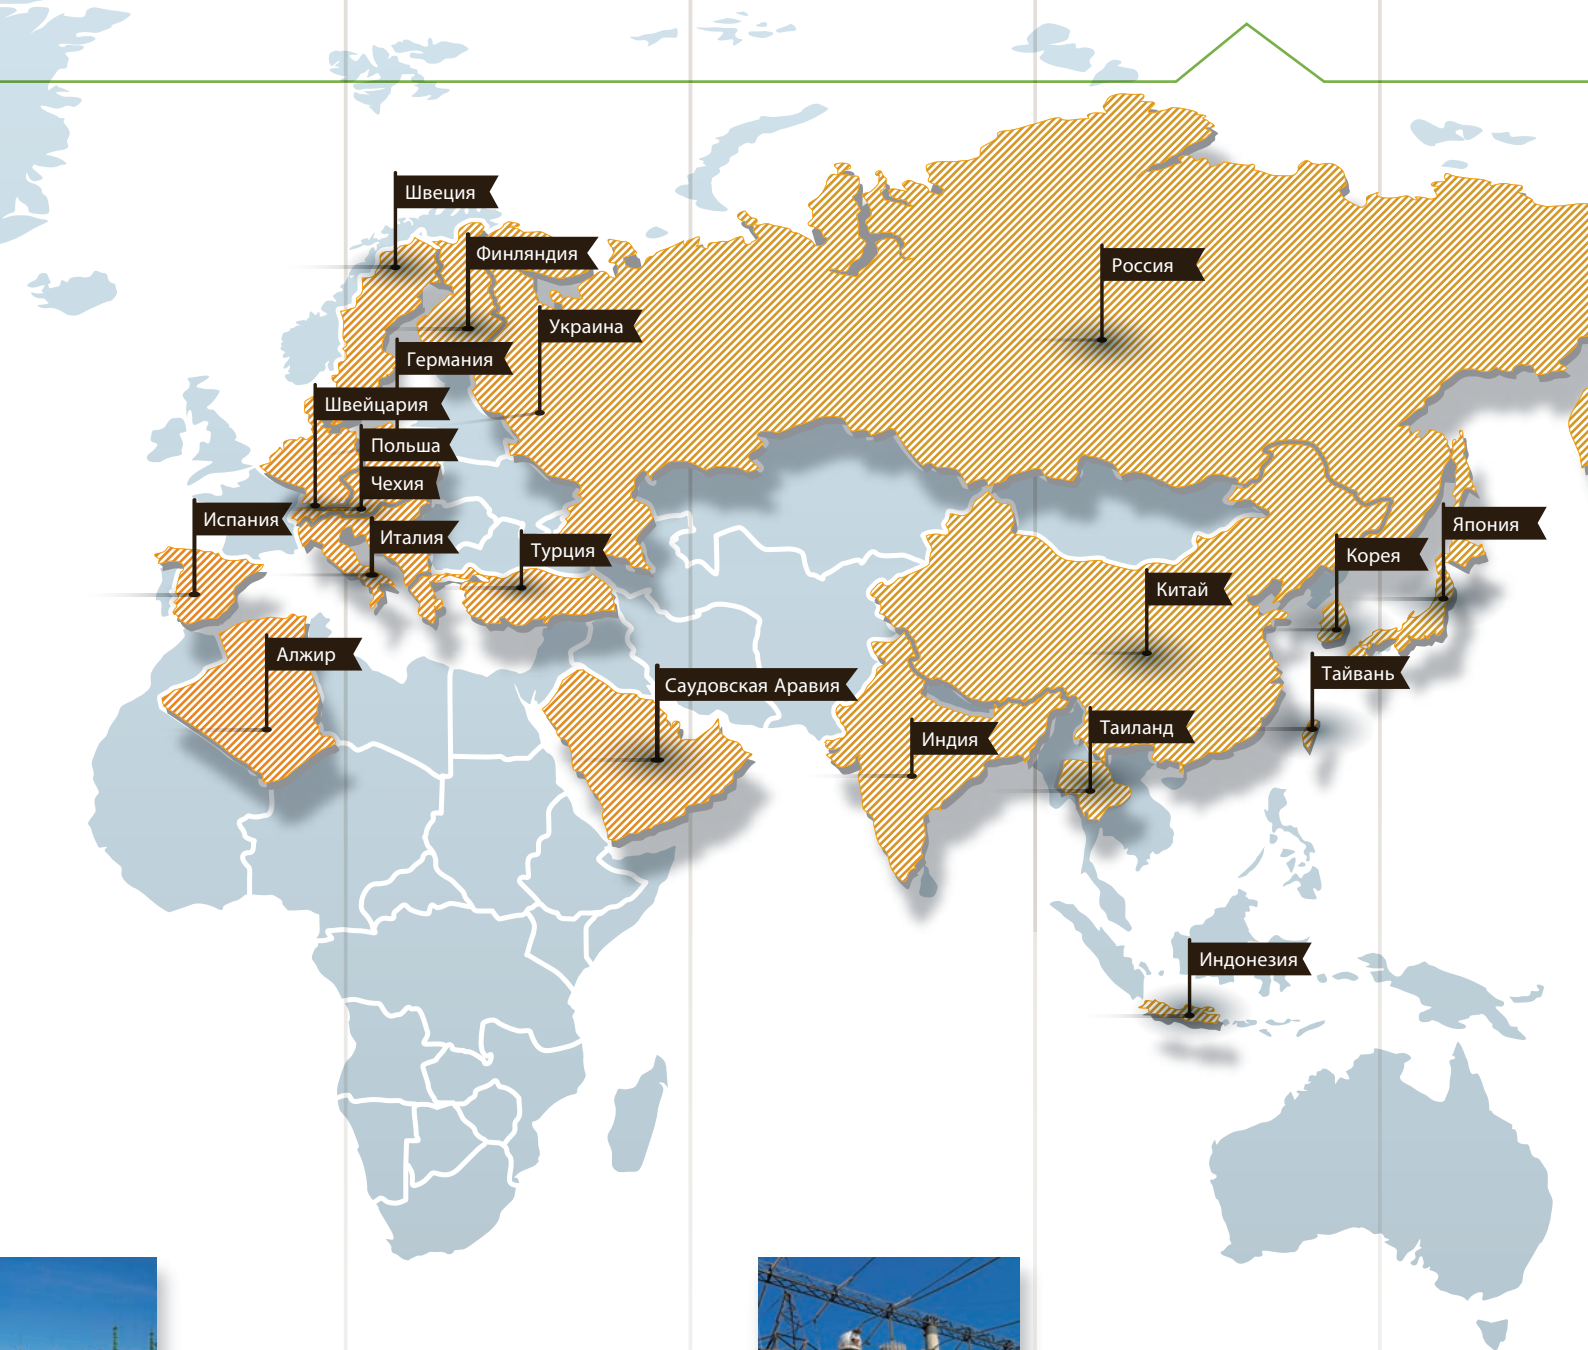 Швеция
Финляндия
Россия
Украина
Германия
Швейцария
Польша
Чехия
Испания
Италия
Турция
Япония
Корея
Китай
Алжир
Саудовская Аравия
Тайвань
Таиланд
Индия
Индонезия